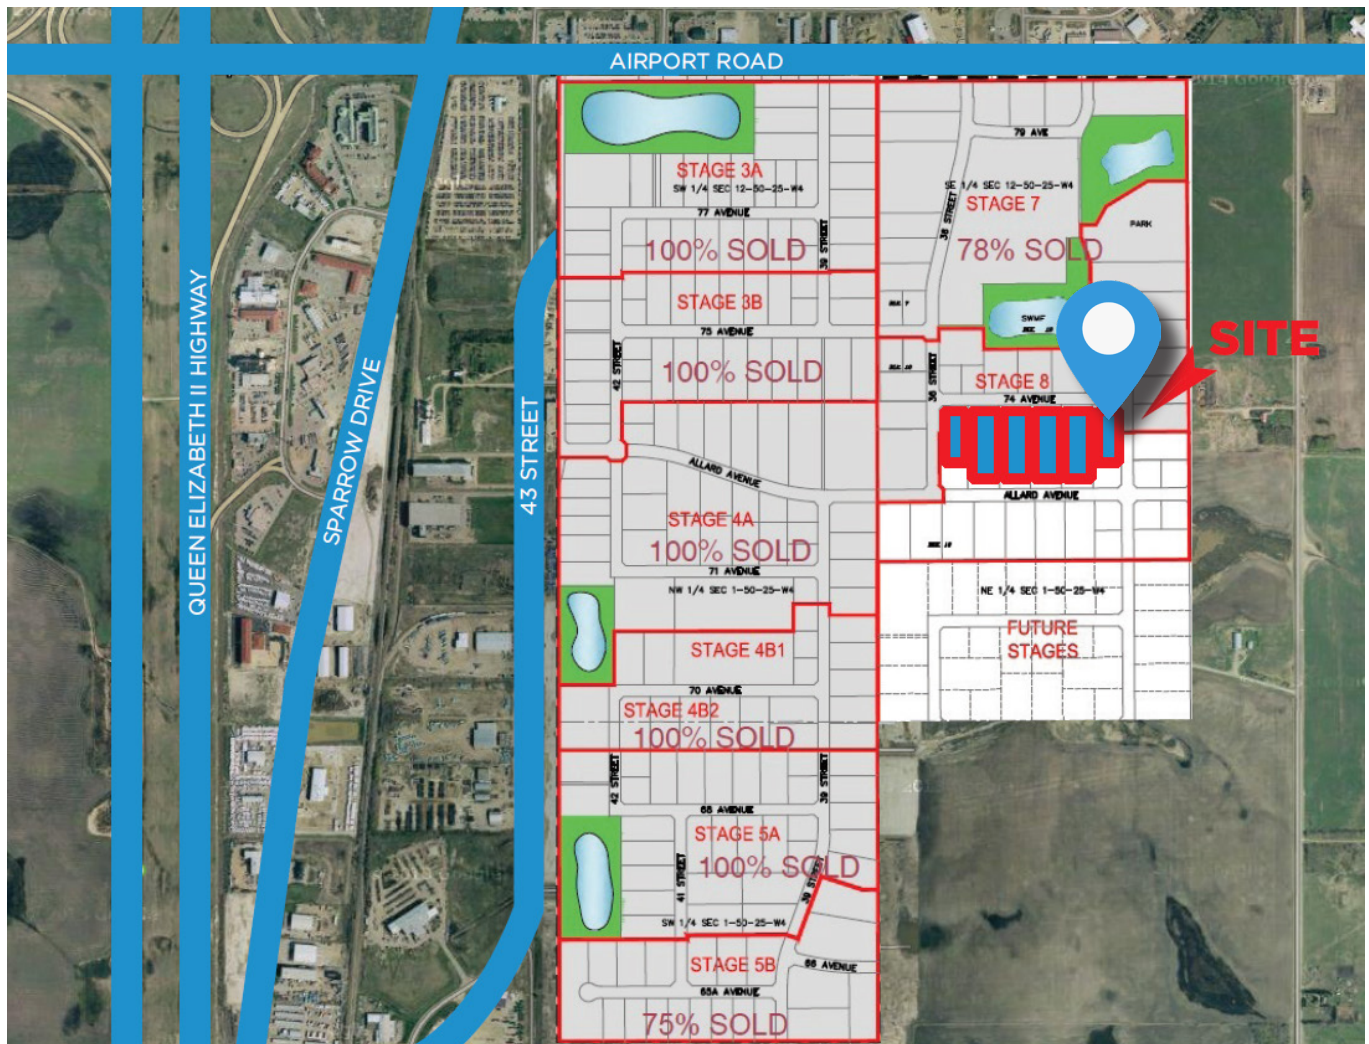 AIRPORT ROAD
QUEEN ELIZABETH II HIGHWAY
SPARROW DRIVE
43 STREET
STAGE 3A
SW 1/4 SEC 12-50-25-W4
77 AVENUE
39 STREET
100% SOLD
STAGE 3B
75 AVENUE
42 STREET
100% SOLD
ALLARD AVENUE
STAGE 4A
100% SOLD
71 AVENUE
NW 1/4 SEC 1-50-25-W4
STAGE 4B1
70 AVENUE
STAGE 4B2
100% SOLD
42 STREET
39 STREET
68 AVENUE
STAGE 5A
100% SOLD
41 STREET
39 STREET
SW 1/4 SEC 1-50-25-W4
STAGE 5B
66 AVENUE
65A AVENUE
75% SOLD
79 AVE
SE 1/4 SEC 12-50-25-W4
STAGE 7
36 STREET
PARK
78% SOLD
SWMF
SITE
36 STREET
STAGE 8
74 AVENUE
ALLARD AVENUE
NE 1/4 SEC 1-50-25-W4
FUTURE
STAGES